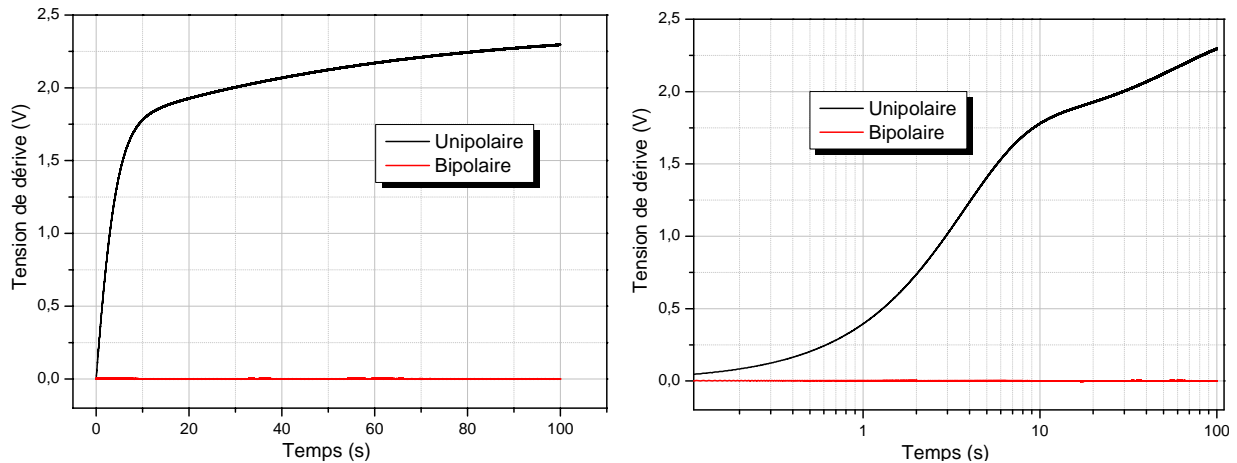 2,5
2,0
1,5
1,0
0,5
0,0
Tension de dérive (V)
Unipolaire
Bipolaire
0
20
40
60
80
100
Temps (s)
2,5
2,0
1,5
1,0
0,5
0,0
Tension de dérive (V)
Unipolaire
Bipolaire
1
10
100
Temps (s)